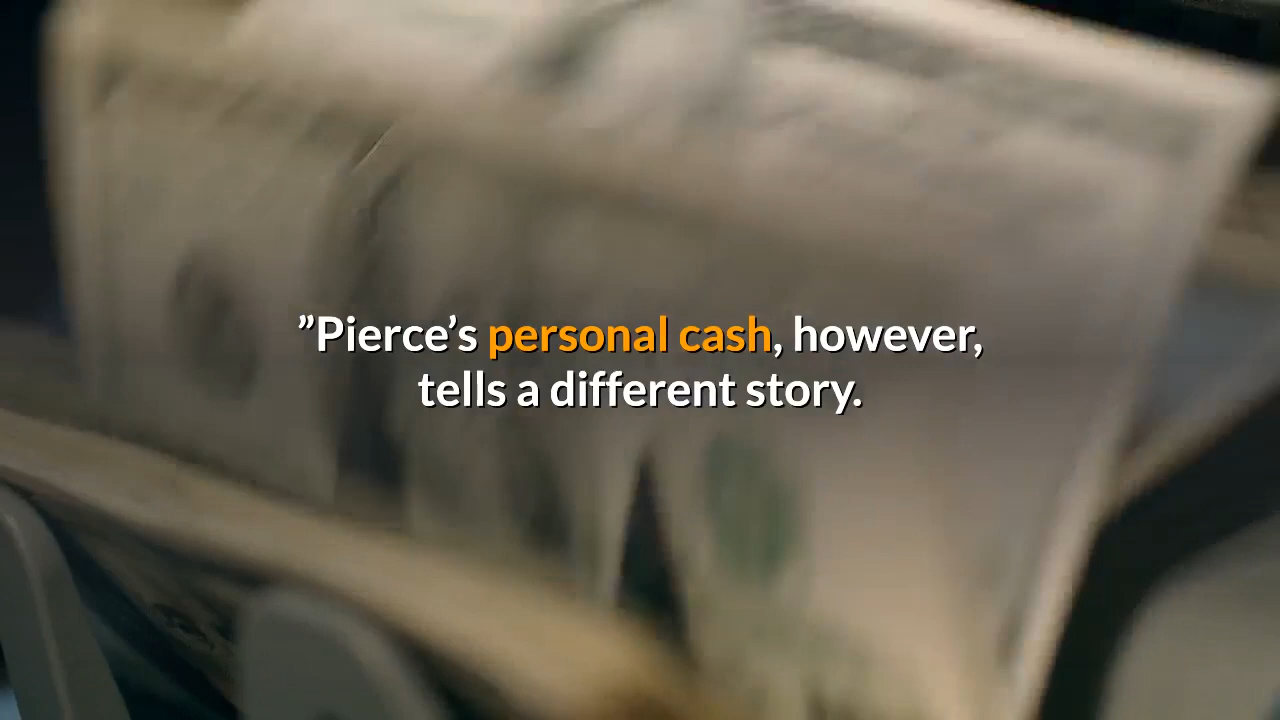 ”Pierce’s personal cash, however,
tells a different story.